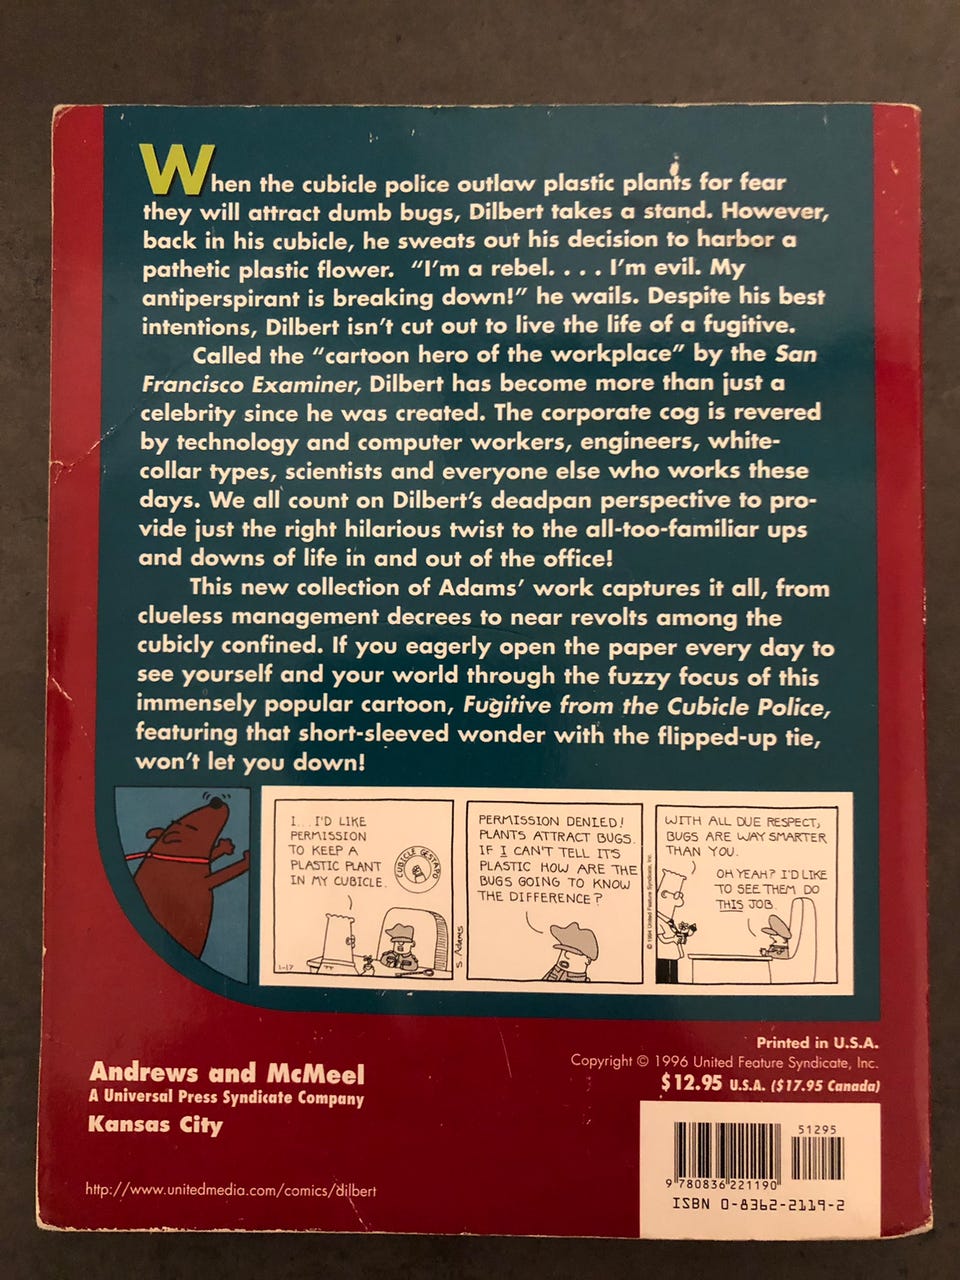 When the cubicle police outlaw plastic plants for fear
they will attract dumb bugs, Dilbert takes a stand. However,
back in his cubicle, he sweats out his decision to harbor a
pathetic plastic flower. “I’m a rebel. . . . I’m evil. My
antiperspirant is breaking down!” he wails. Despite his best
intentions, Dilbert isn’t cut out to live the life of a fugitive.
Called the “cartoon hero of the workplace” by the San
Francisco Examiner, Dilbert has become more than just a
celebrity since he was created. The corporate cog is revered
by technology and computer workers, engineers, white-
collar types, scientists and everyone else who works these
days. We all count on Dilbert’s deadpan perspective to pro-
vide just the right hilarious twist to the all-too-familiar ups
and downs of life in and out of the office!
This new collection of Adams’ work captures it all, from
clueless management decrees to near revolts among the
cubicly confined. If you eagerly open the paper every day to
see yourself and your world through the fuzzy focus of this
immensely popular cartoon, Fugitive from the Cubicle Police,
featuring that short-sleeved wonder with the flipped-up tie,
won’t let you down!
I... I'D LIKE
PERMISSION
TO KEEP A
PLASTIC PLANT
IN MY CUBICLE.
CUBICLE GESTAPO
1-17
S. Adams
PERMISSION DENIED!
PLANTS ATTRACT BUGS.
IF I CAN'T TELL ITS
PLASTIC HOW ARE THE
BUGS GOING TO KNOW
THE DIFFERENCE?
© 1994 United Feature Syndicate, Inc.
WITH ALL DUE RESPECT,
BUGS ARE WAY SMARTER
THAN YOU.
OH YEAH? I'D LIKE
TO SEE THEM DO
THIS JOB.
Andrews and McMeel
A Universal Press Syndicate Company
Kansas City
http://www.unitedmedia.com/comics/dilbert
Printed in U.S.A.
Copyright © 1996 United Feature Syndicate, Inc.
$12.95 U.S.A. ($17.95 Canada)
51295
9 780836 221190
ISBN 0-8362-2119-2